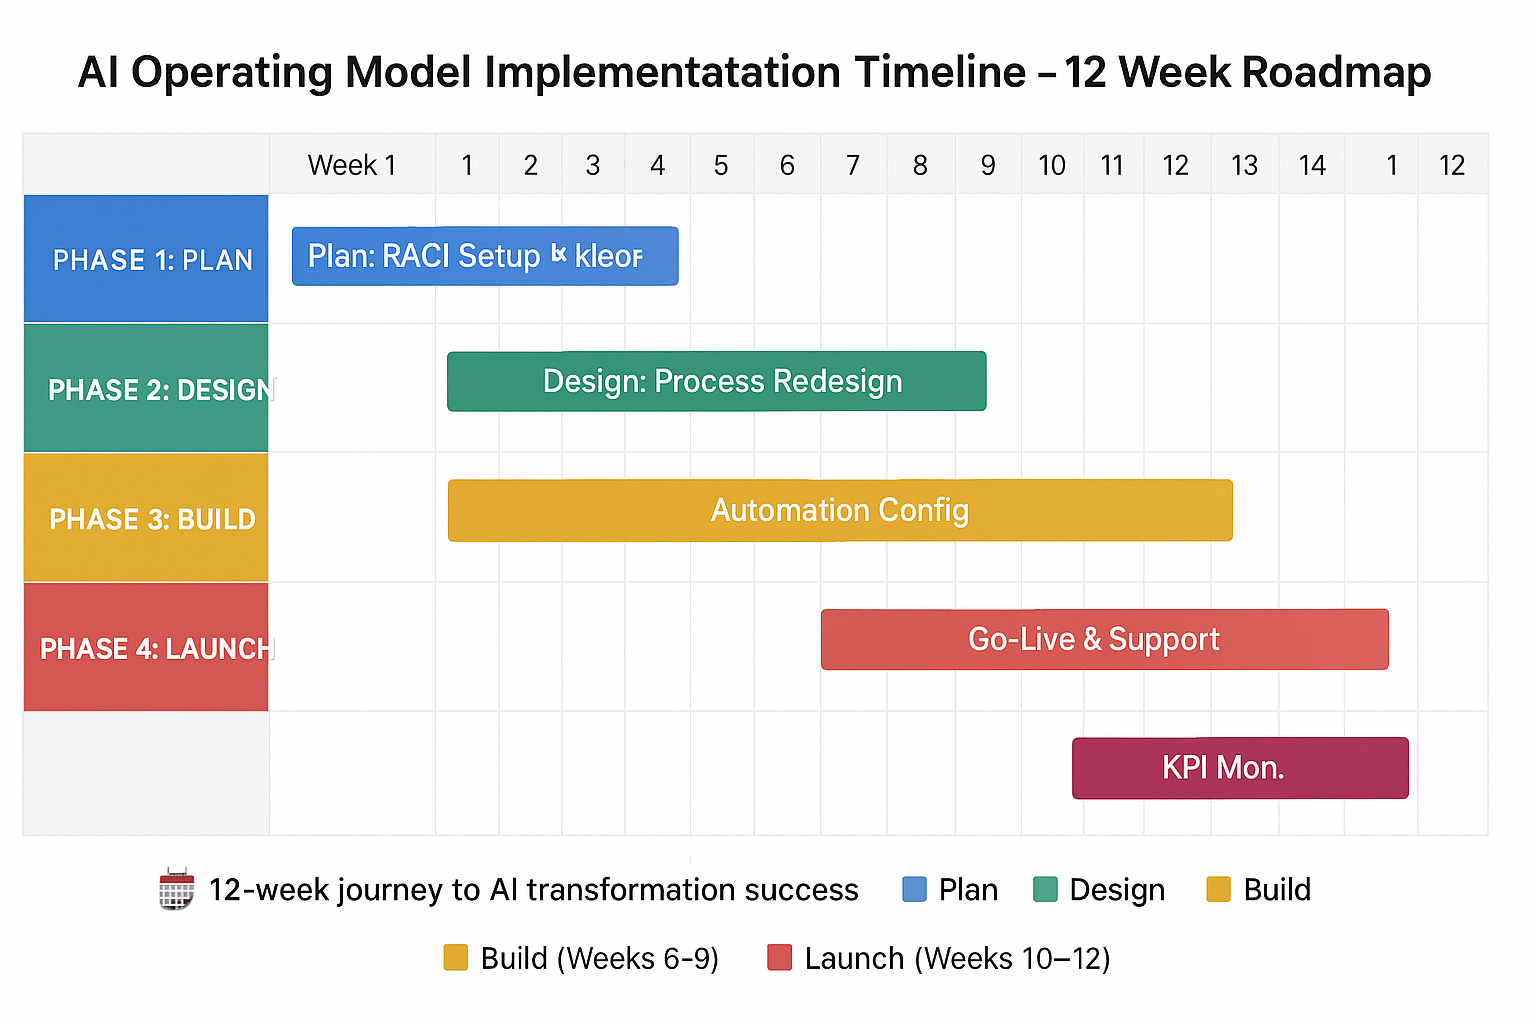 AI Operating Model Implementatation Timeline – 12 Week Roadmap
Week 1 1 2 3 4 5 6 7 8 9 10 11 12 13 14 1 12
PHASE 1: PLAN
Plan: RACI Setup
PHASE 2: DESIGN
Design: Process Redesign
PHASE 3: BUILD
Automation Config
PHASE 4: LAUNCH
Go-Live & Support
KPI Mon.
12-week journey to AI transformation success Plan Design Build
Build (Weeks 6-9) Launch (Weeks 10–12)